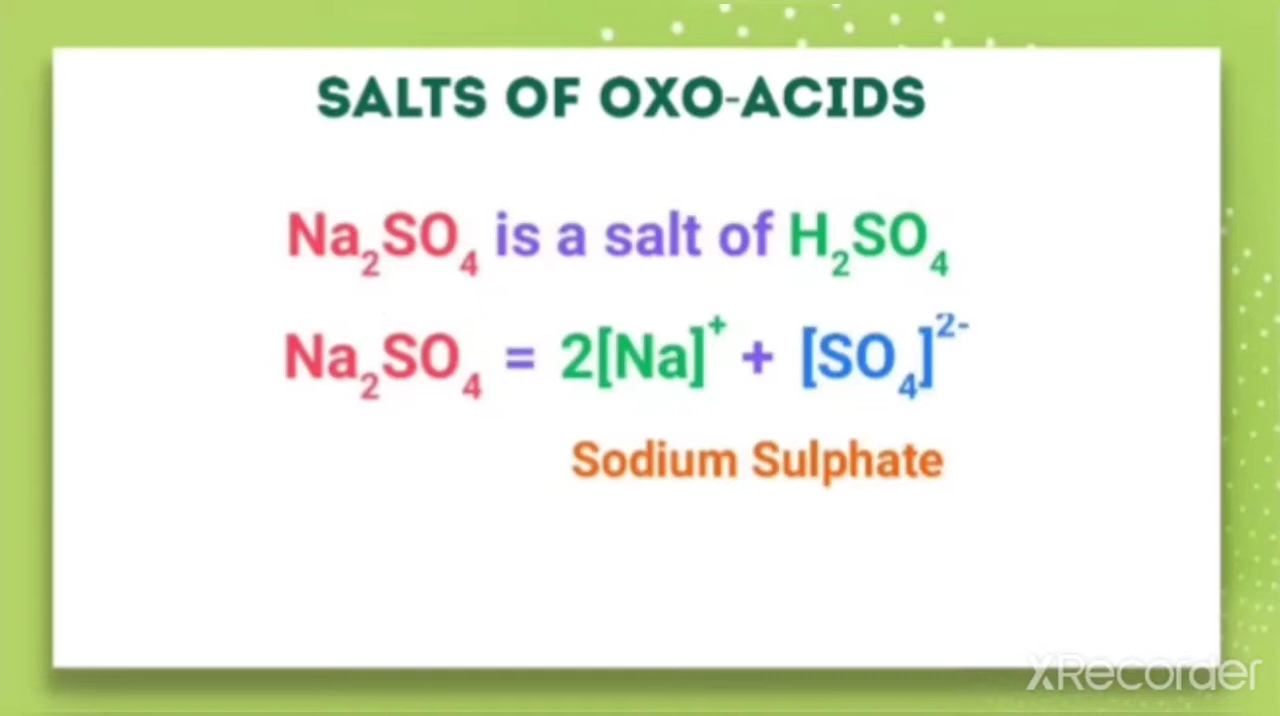 SALTS OF OXO-ACIDS
Na₂SO₄ is a salt of H₂SO₄
Na₂SO₄ = 2[Na]⁺ + [SO₄]²⁻
Sodium Sulphate
XRecorder